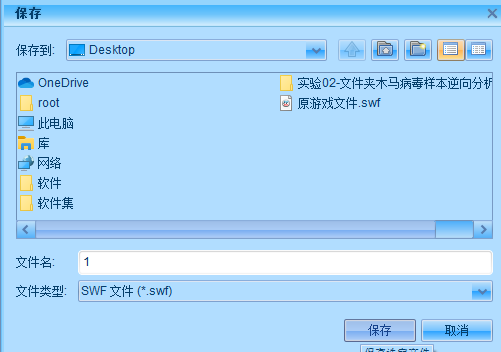 保存
保存到: Desktop
OneDrive
root
此电脑
库
网络
软件
软件集
实验02-文件夹木马病毒样本逆向分析
原游戏文件.swf
文件名: 1
文件类型: SWF 文件 (*.swf)
保存 取消